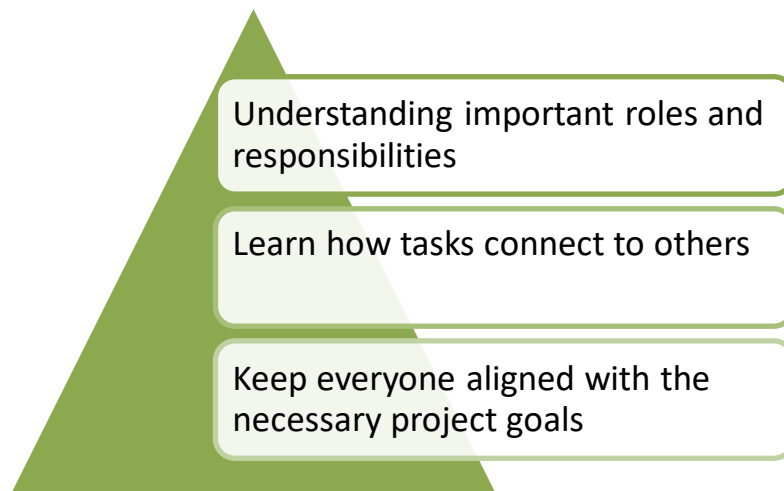 Understanding important roles and
responsibilities
Learn how tasks connect to others
Keep everyone aligned with the
necessary project goals